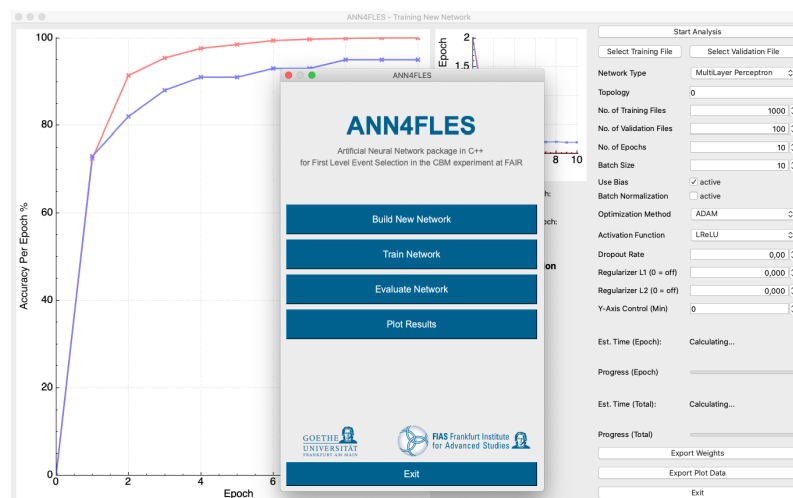 ANN4FLES - Training New Network
100
80
60
40
20
0
Accuracy Per Epoch %
0
2
4
6
Epoch
Epoch
2
1.5
8
10
h:
och:
on
ANN4FLES
ANN4FLES
Artificial Neural Network package in C++
for First Level Event Selection in the CBM experiment at FAIR
Build New Network
Train Network
Evaluate Network
Plot Results
GOETHE
UNIVERSITÄT
FRANKFURT AM MAIN
FIAS Frankfurt Institute
for Advanced Studies
Exit
Start Analysis
Select Training File
Select Validation File
Network Type
MultiLayer Perceptron
Topology
0
No. of Training Files
1000
No. of Validation Files
100
No. of Epochs
10
Batch Size
10
Use Bias
active
Batch Normalization
active
Optimization Method
ADAM
Activation Function
LReLU
Dropout Rate
0,00
Regularizer L1 (0 = off)
0,000
Regularizer L2 (0 = off)
0,000
Y-Axis Control (Min)
0
Est. Time (Epoch):
Calculating...
Progress (Epoch)
Est. Time (Total):
Calculating...
Progress (Total)
Export Weights
Export Plot Data
Exit